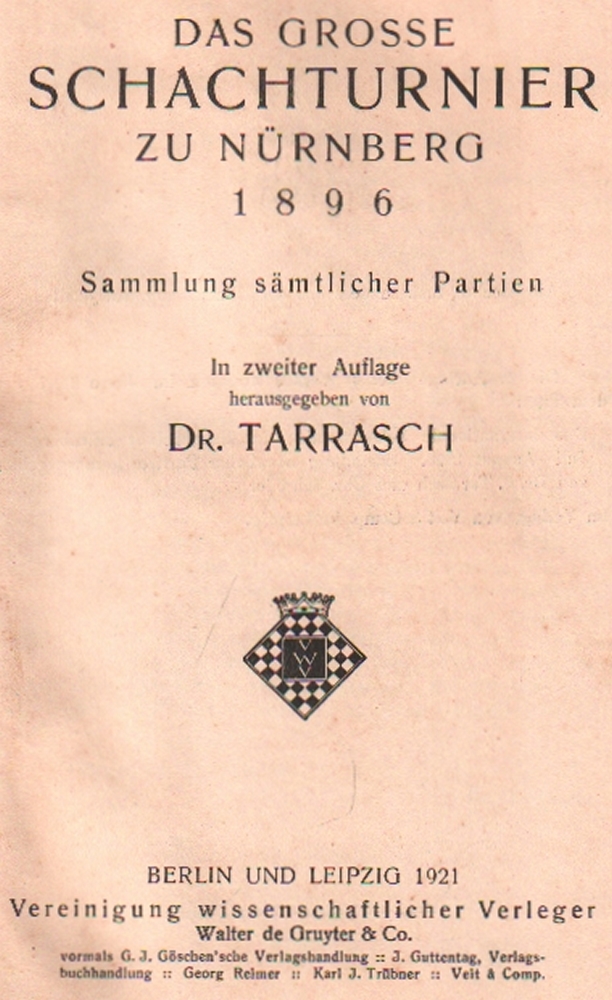 DAS GROSSE
SCHACHTURNIER
ZU NÜRNBERG
1896
Sammlung sämtlicher Partien
In zweiter Auflage
herausgegeben von
DR. TARRASCH
BERLIN UND LEIPZIG 1921
Vereinigung wissenschaftlicher Verleger
Walter de Gruyter & Co.
vormals G. J. Göschen'sche Verlagshandlung :: J. Guttentag, Verlags-
buchhandlung :: Georg Reimer :: Karl J. Trübner :: Veit & Comp.